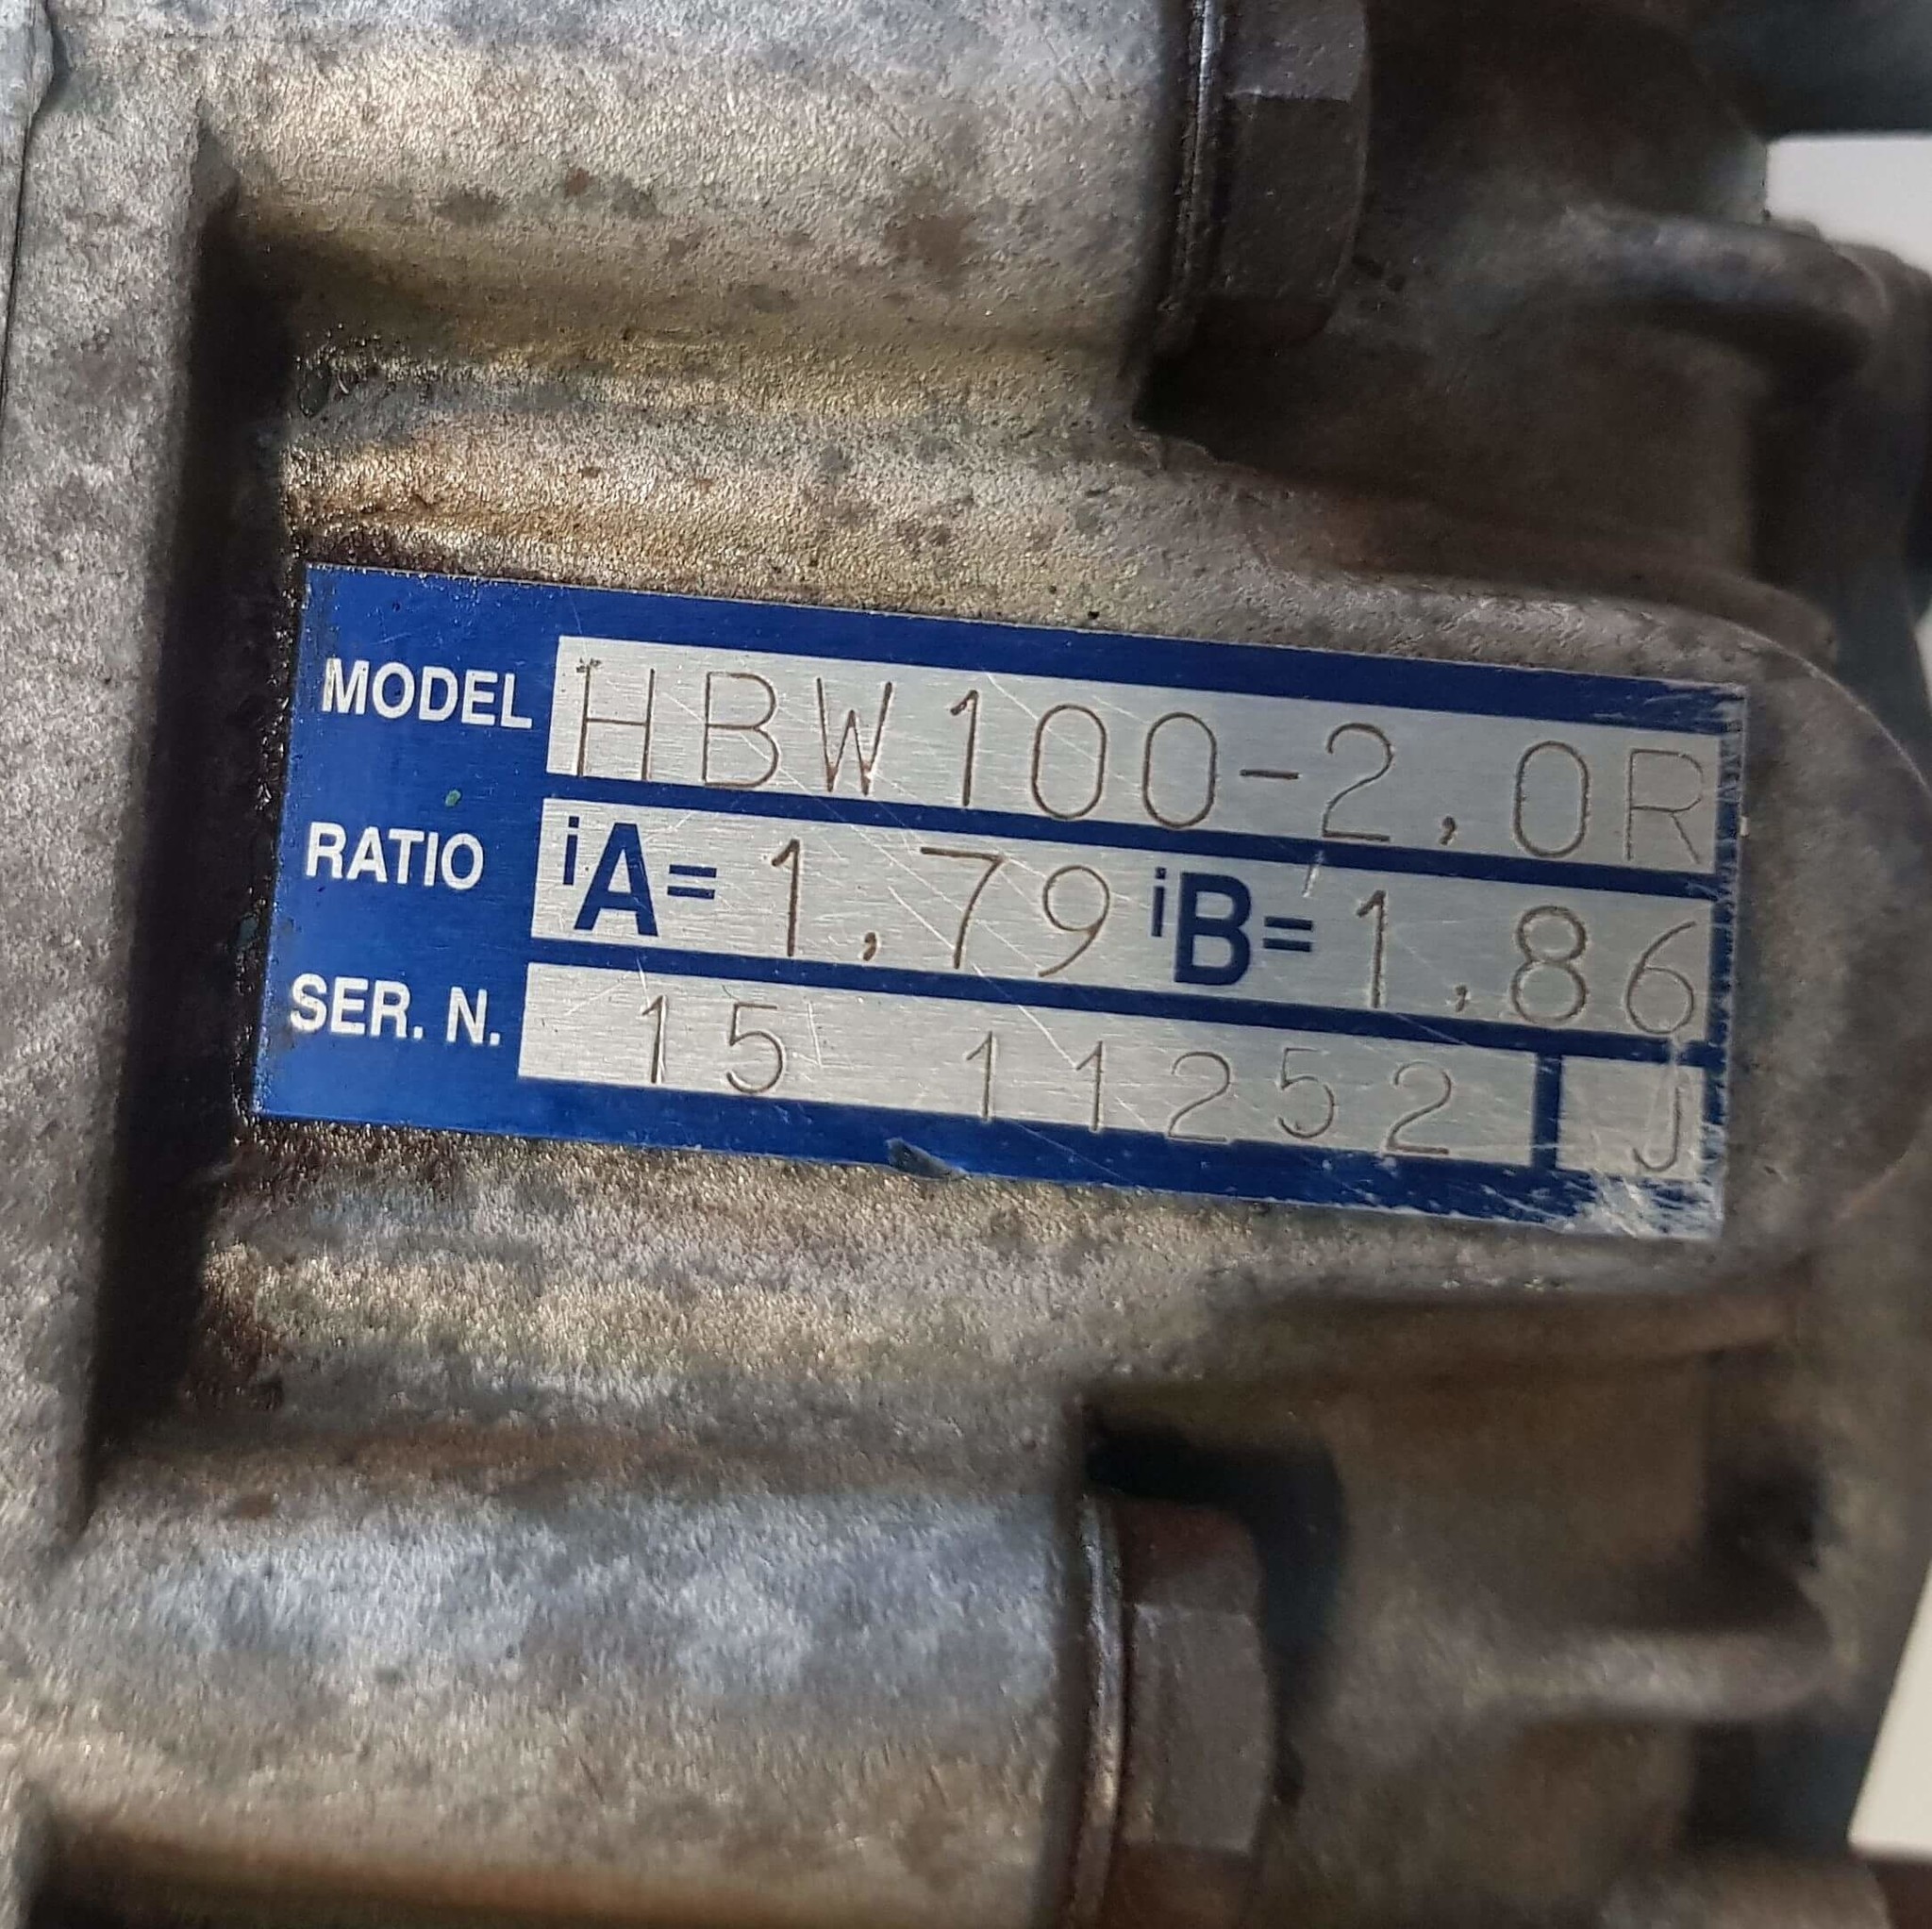 MODEL HBW100-2,0R
RATIO iA= 1,79 iB= 1,86
SER. N. 15 11252 J